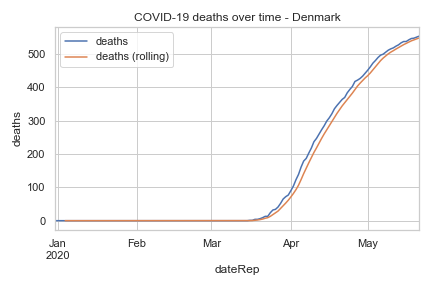 COVID-19 deaths over time - Denmark
deaths
deaths (rolling)
deaths
500
400
300
200
100
0
Jan
2020
Feb
Mar
Apr
May
dateRep